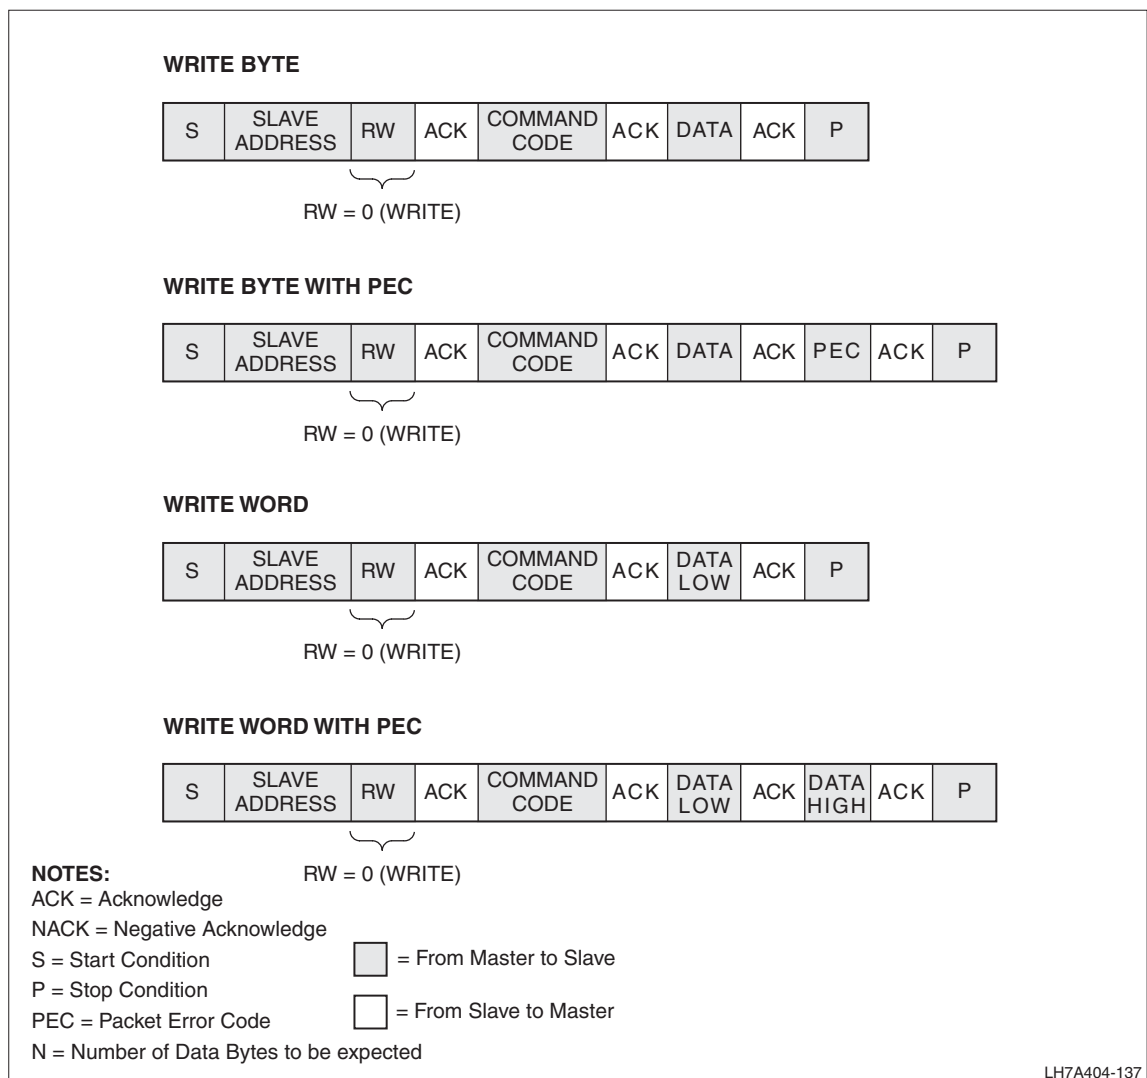 WRITE BYTE
S SLAVE ADDRESS RW ACK COMMAND CODE ACK DATA ACK P
RW = 0 (WRITE)
WRITE BYTE WITH PEC
S SLAVE ADDRESS RW ACK COMMAND CODE ACK DATA ACK PEC ACK P
RW = 0 (WRITE)
WRITE WORD
S SLAVE ADDRESS RW ACK COMMAND CODE ACK DATA LOW ACK P
RW = 0 (WRITE)
WRITE WORD WITH PEC
S SLAVE ADDRESS RW ACK COMMAND CODE ACK DATA LOW ACK DATA HIGH ACK P
RW = 0 (WRITE)
NOTES:
ACK = Acknowledge
NACK = Negative Acknowledge
S = Start Condition
P = Stop Condition
PEC = Packet Error Code
N = Number of Data Bytes to be expected
= From Master to Slave
= From Slave to Master
LH7A404-137